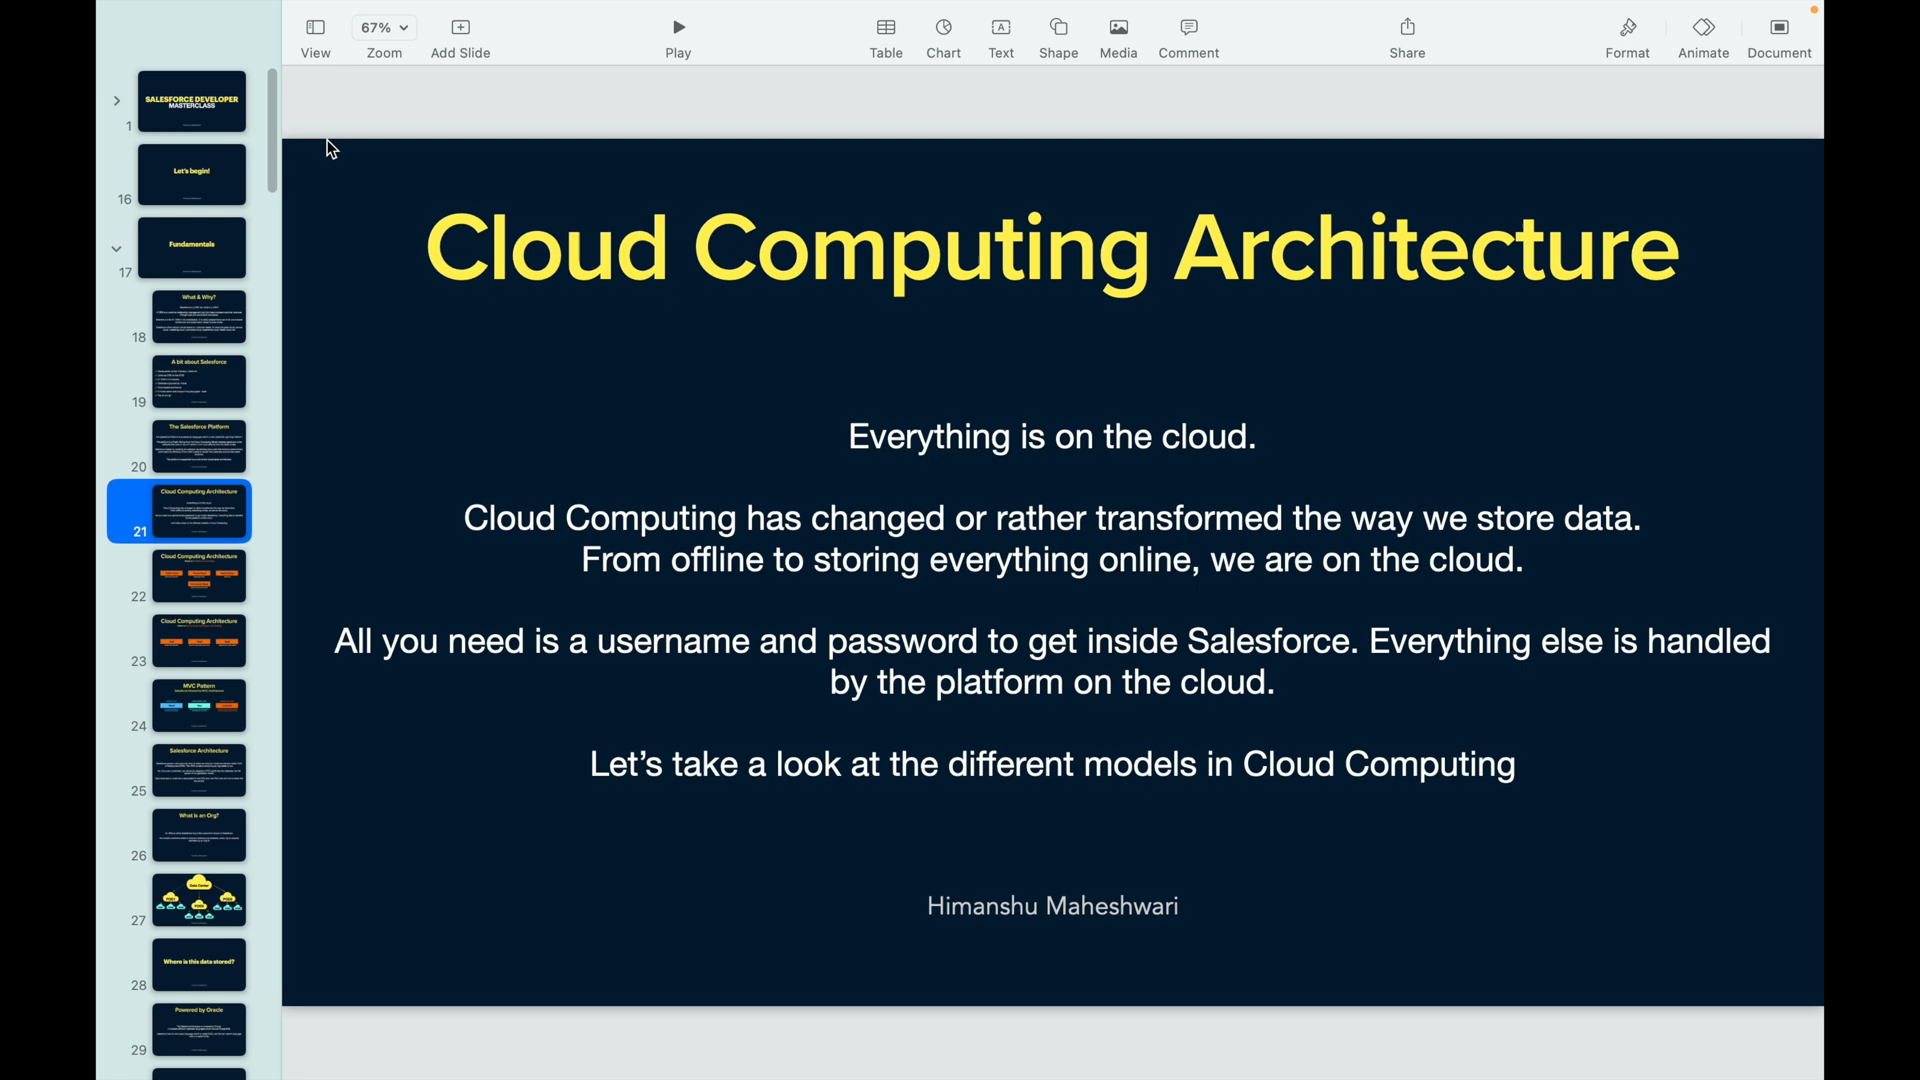 View
67%
Zoom
Add Slide
Play
Table
Chart
Text
Shape
Media
Comment
Share
Format
Animate
Document
SALESFORCE DEVELOPER
MASTERCLASS
1
Let's begin!
16
Fundamentals
17
What & Why?
18
A bit about Salesforce
19
The Salesforce Platform
20
Cloud Computing Architecture
21
Cloud Computing Architecture
22
Cloud Computing Architecture
23
MVC Pattern
24
Salesforce Architecture
25
What is an Org?
26
Data Center
27
Where is this data stored?
28
Powered by Oracle
29
Cloud Computing Architecture
Everything is on the cloud.
Cloud Computing has changed or rather transformed the way we store data.
From offline to storing everything online, we are on the cloud.
All you need is a username and password to get inside Salesforce. Everything else is handled
by the platform on the cloud.
Let’s take a look at the different models in Cloud Computing
Himanshu Maheshwari